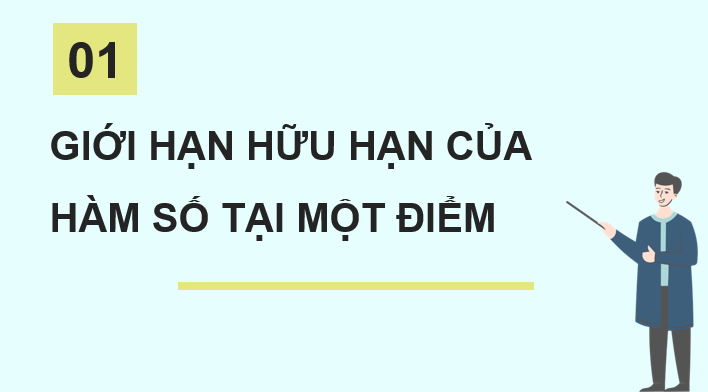 01
GIỚI HẠN HỮU HẠN CỦA
HÀM SỐ TẠI MỘT ĐIỂM